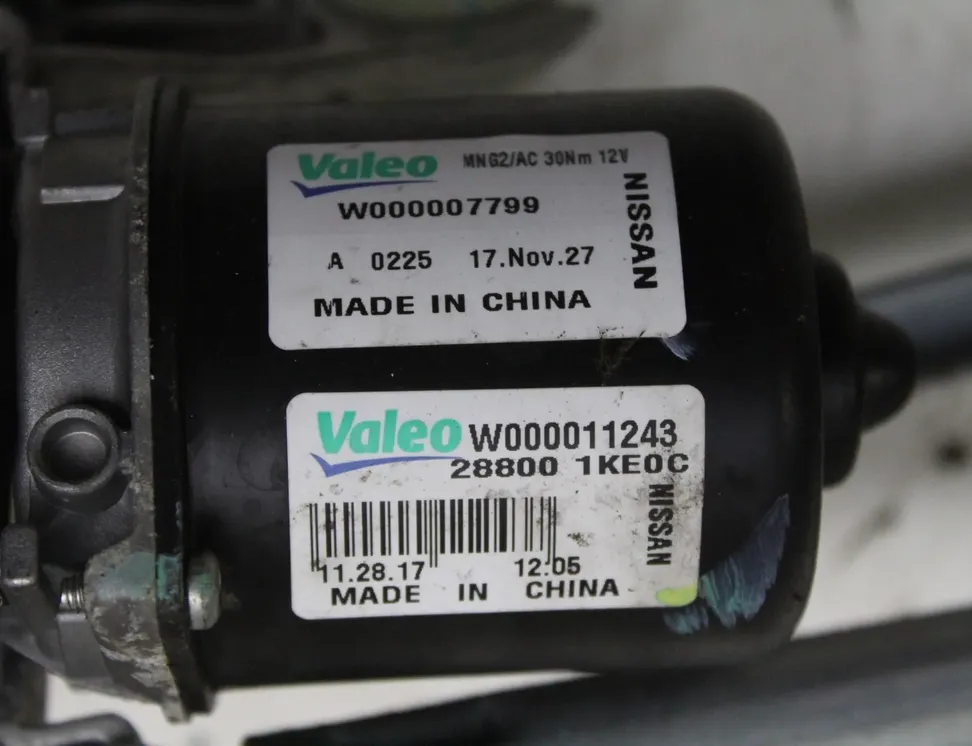 Valeo MNG2/AC 30Nm 12V
W000007799
A 0225 17.Nov.27
MADE IN CHINA
NISSAN
Valeo W000011243
28800 1KE0C
NISSAN
11.28.17 12:05
MADE IN CHINA